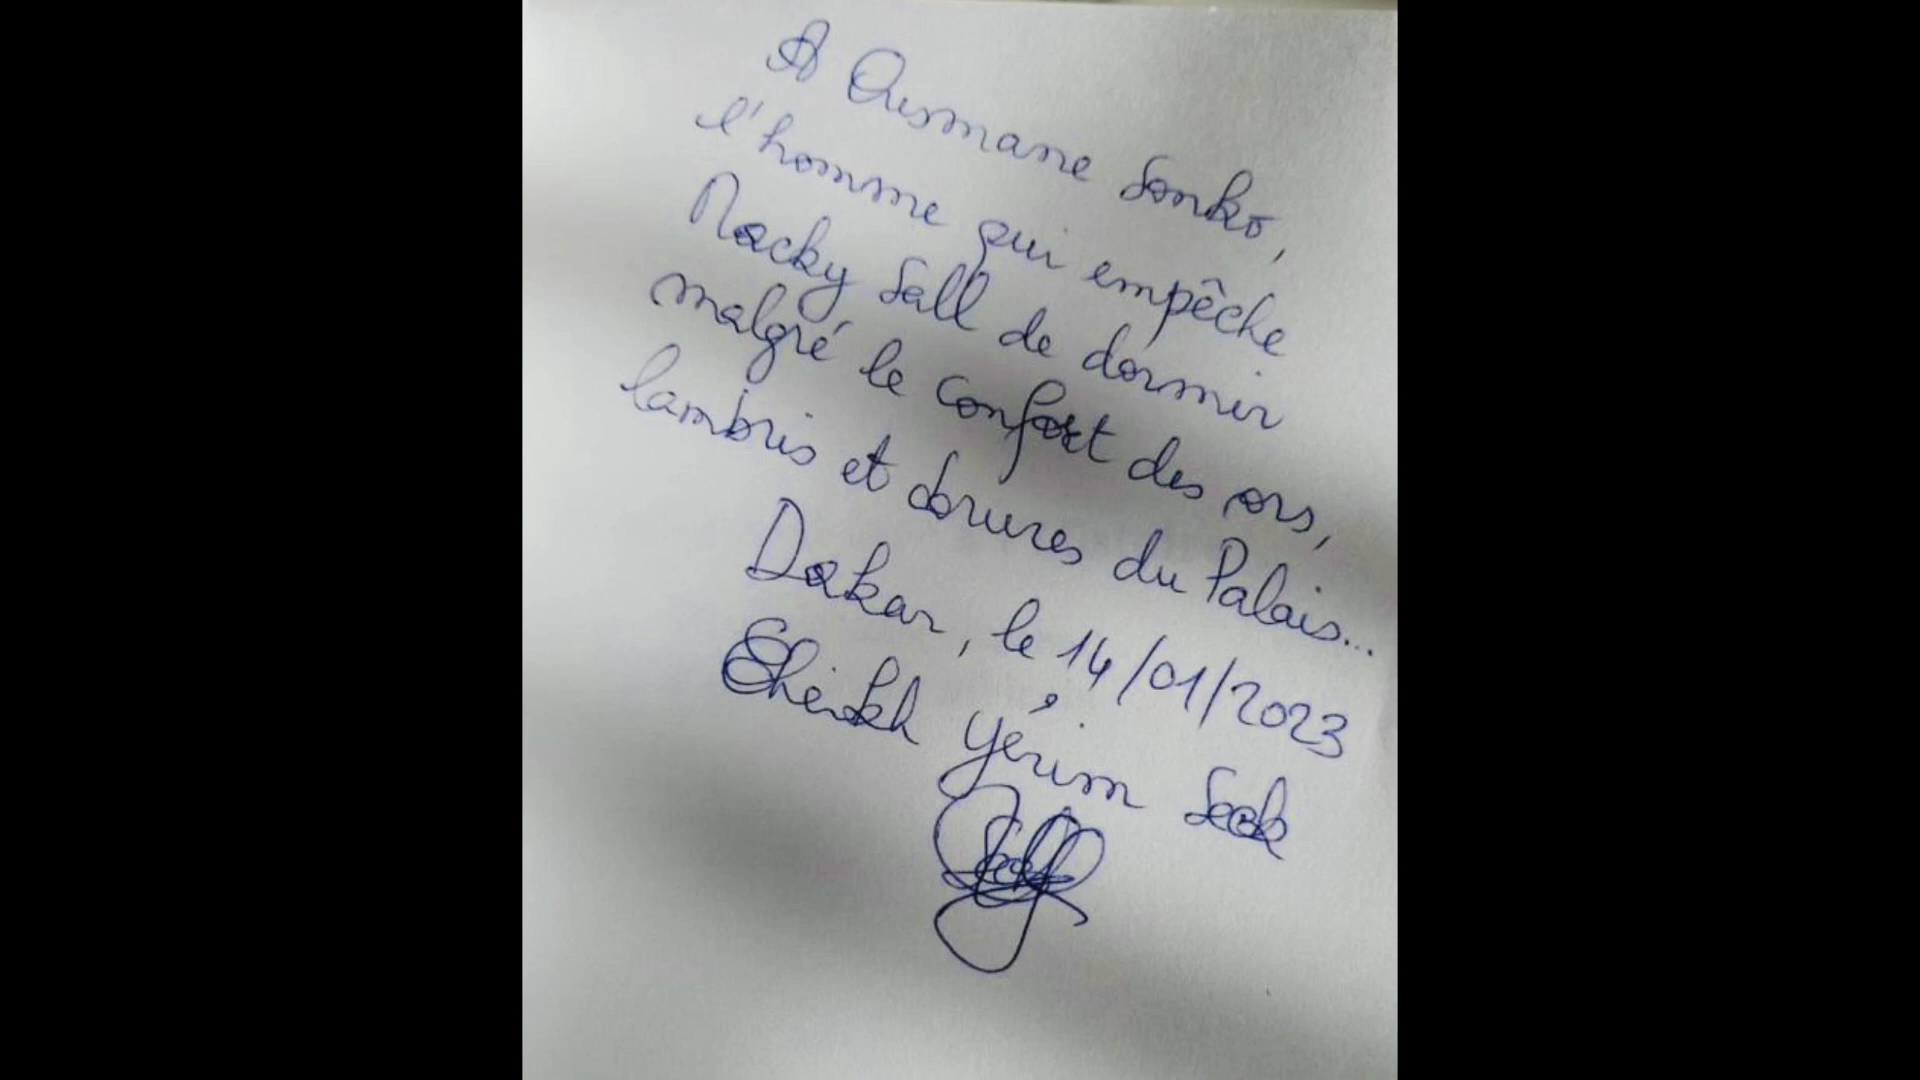 A Ousmane Sonko,
l'homme qui empêche
Macky Sall de dormir
malgré le confort des ors,
lambris et dorures du Palais...
Dakar, le 14/01/2023
Cheikh Yérim Seck
Seck